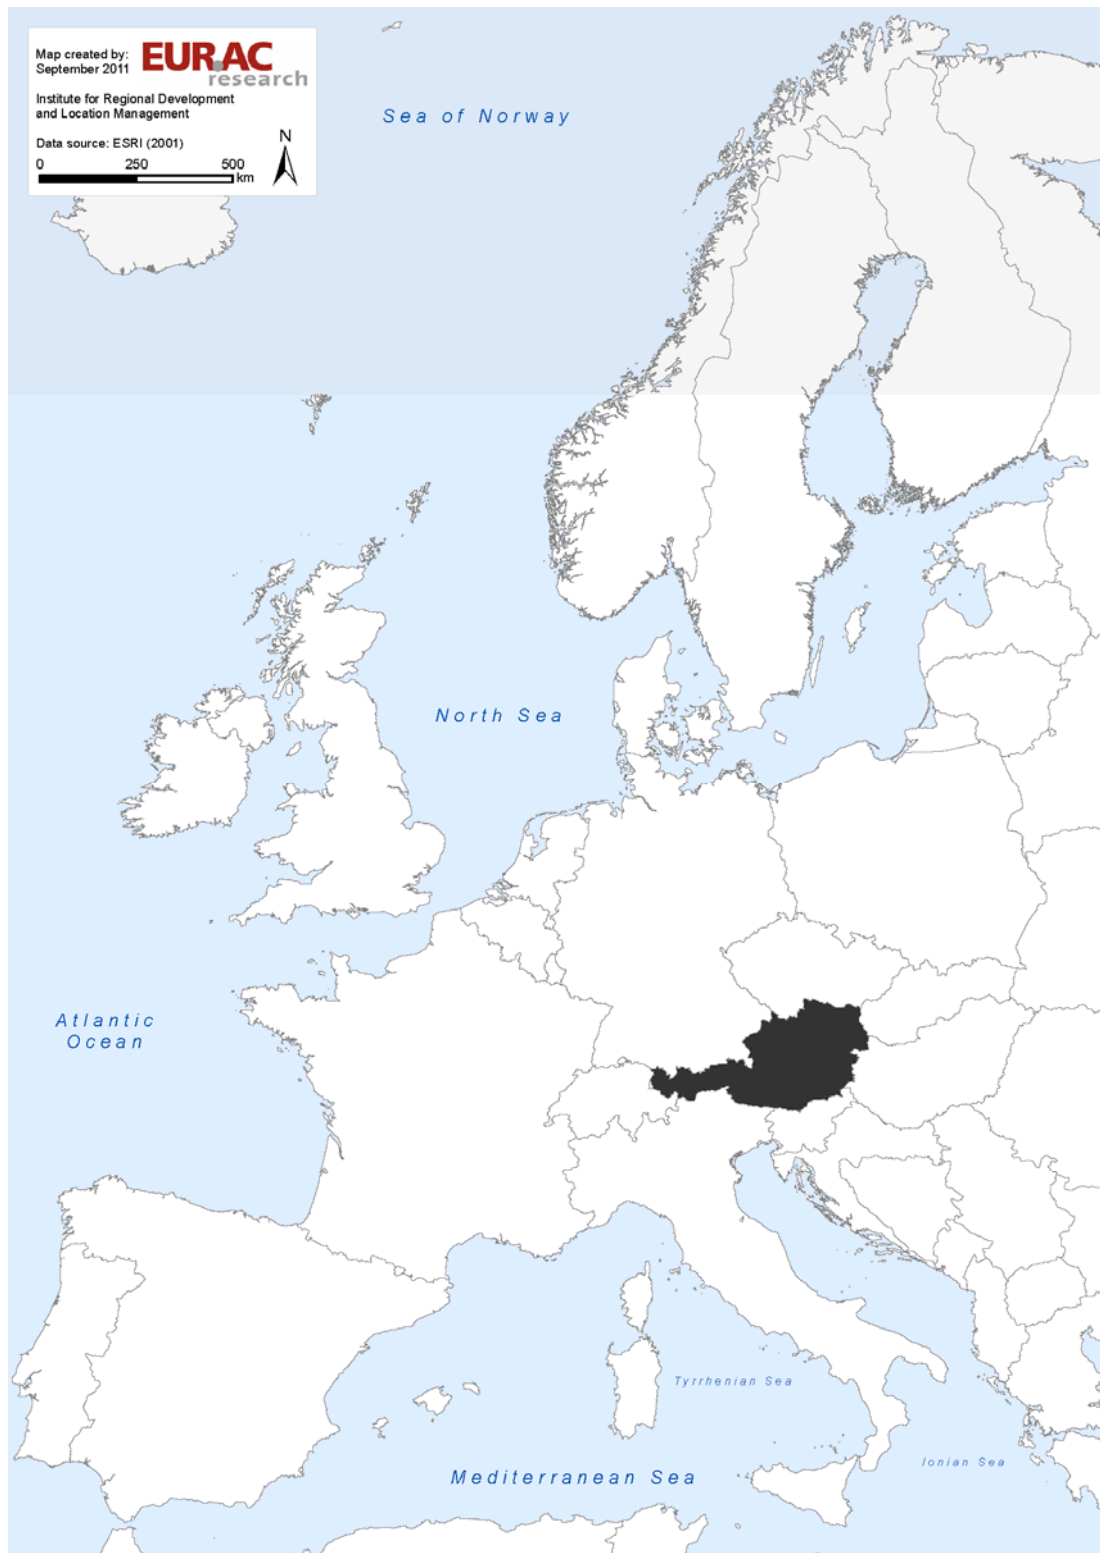 Map created by:
September 2011
EURAC
research
Institute for Regional Development
and Location Management
Data source: ESRI (2001)
N
0 250 500
km
Sea of Norway
North Sea
Atlantic
Ocean
Tyrrhenian Sea
Ionian Sea
Mediterranean Sea